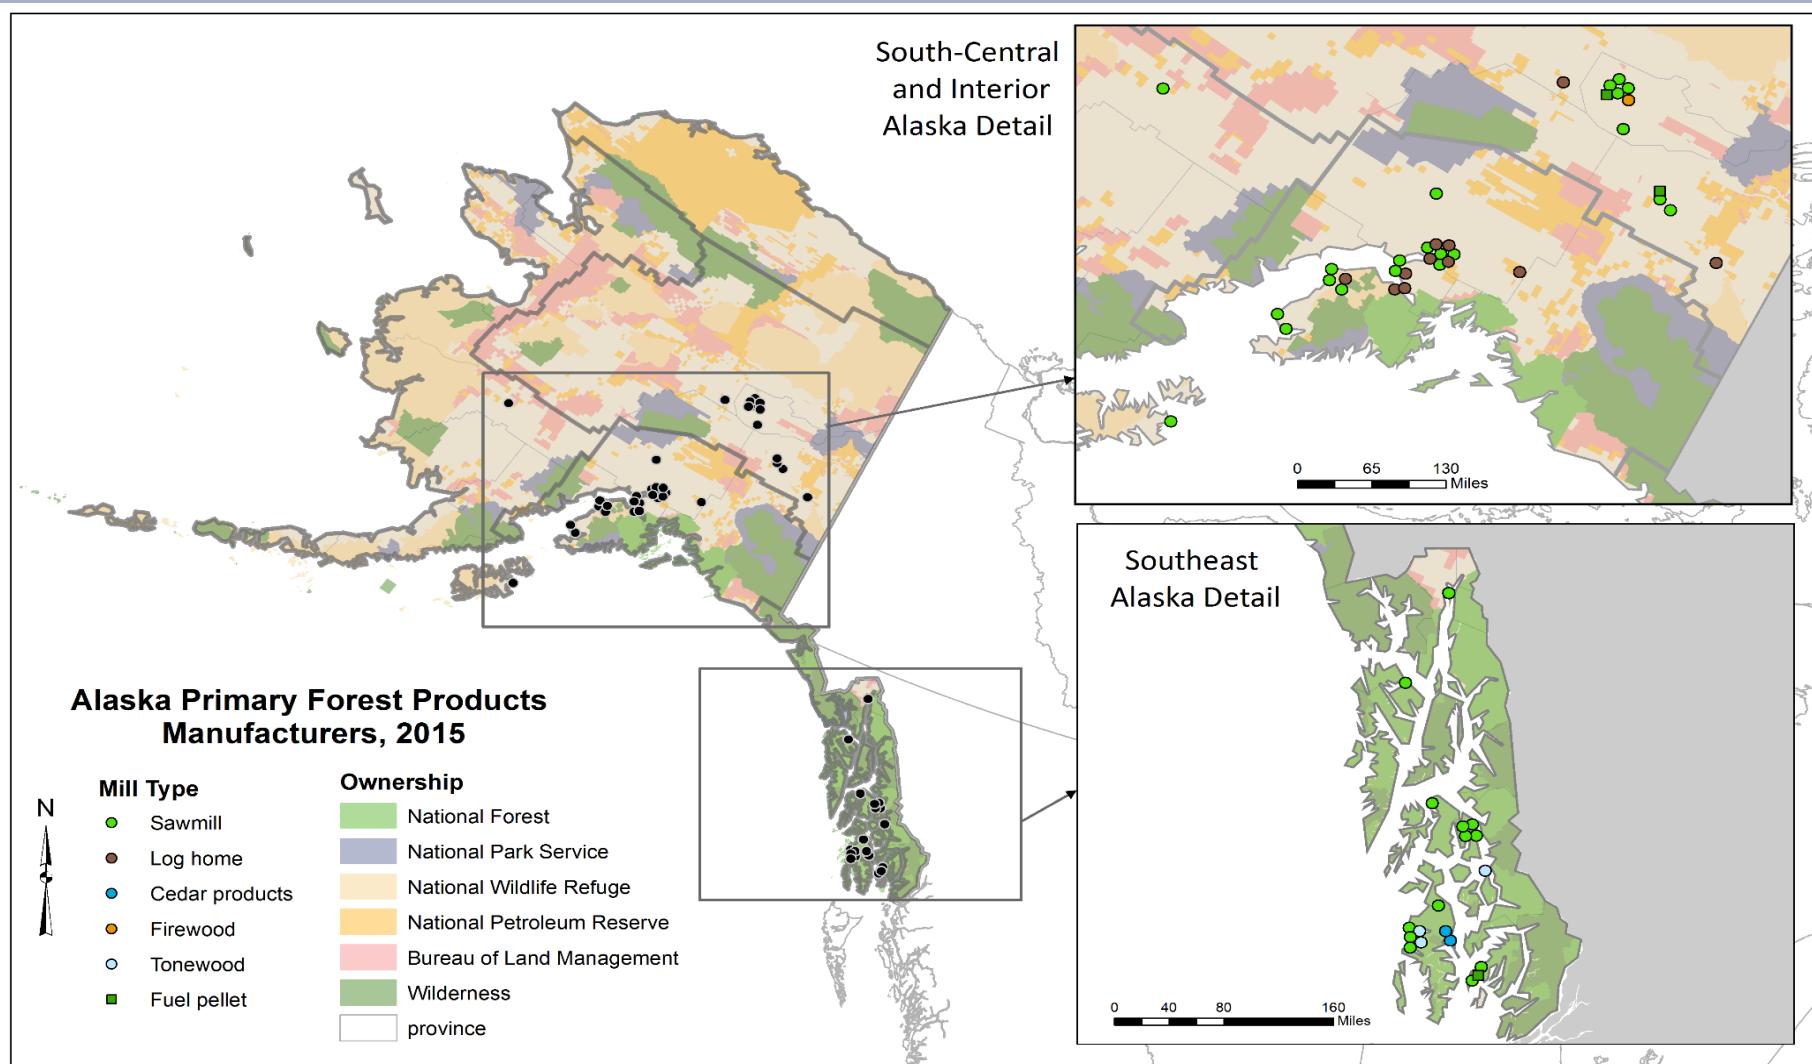 South-Central
and Interior
Alaska Detail
0 65 130
Miles
Southeast
Alaska Detail
0 40 80 160
Miles
Alaska Primary Forest Products
Manufacturers, 2015
N
Mill Type
Sawmill
Log home
Cedar products
Firewood
Tonewood
Fuel pellet
Ownership
National Forest
National Park Service
National Wildlife Refuge
National Petroleum Reserve
Bureau of Land Management
Wilderness
province